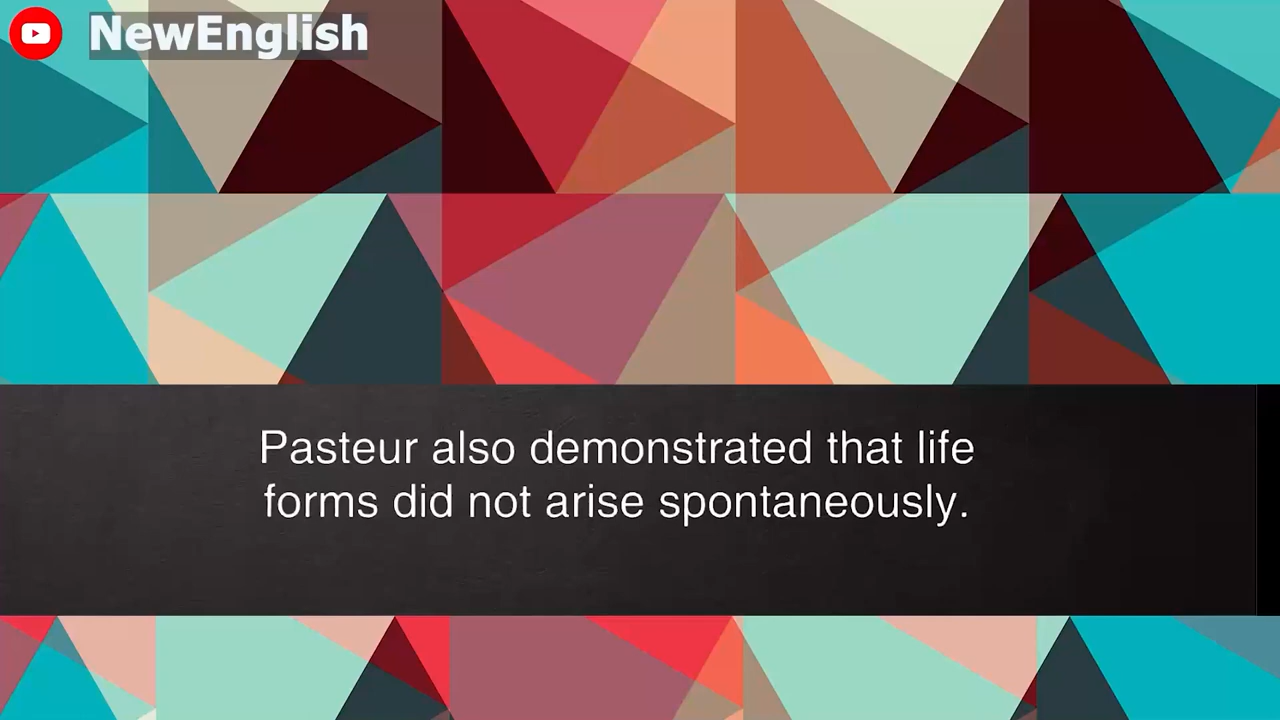 NewEnglish
Pasteur also demonstrated that life
forms did not arise spontaneously.